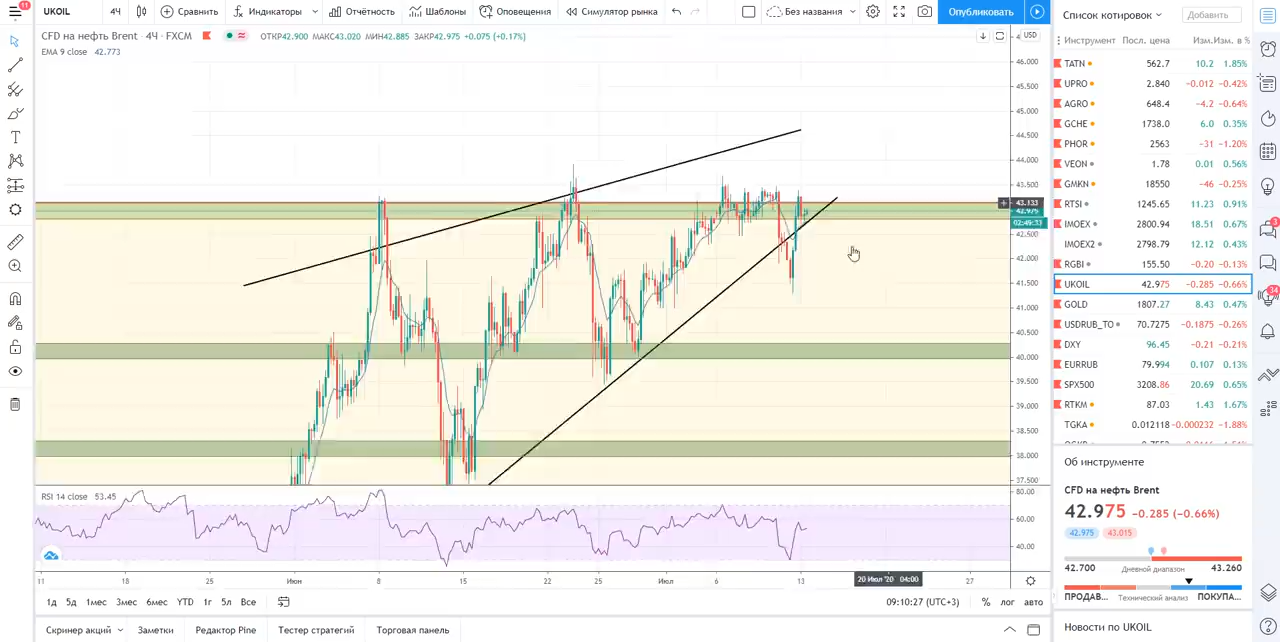 11
UKOIL 4Ч Сравнить Индикаторы Отчётность Шаблоны Оповещения Симулятор рынка Без названия Опубликовать
CFD на нефть Brent · 4Ч · FXCM ОТКР42.900 МАКС43.020 МИН42.885 ЗАКР42.975 +0.075 (+0.17%) USD
EMA 9 close 42.773
46.000
45.500
45.000
44.500
44.000
43.500
43.133
42.975
02:49:33
42.500
42.000
41.500
41.000
40.500
40.000
39.500
39.000
38.500
38.000
37.500
RSI 14 close 53.45
80.00
60.00
40.00
11 18 25 Июн 8 16 22 25 Июл 6 13 20 Июл '20 04:00 27
1д 5д 1мес 3мес 6мес YTD 1г 5л Все 09:10:27 (UTC+3) % лог авто
Скринер акций Заметки Редактор Pine Тестер стратегий Торговая панель
Список котировок Добавить
Инструмент Посл. цена Изм. Изм. в %
TATN 562.7 10.2 1.85%
UPRO 2.840 −0.012 −0.42%
AGRO 648.4 −4.2 −0.64%
GCHE 1738.0 6.0 0.35%
PHOR 2563 −31 −1.20%
VEON 1.78 0.01 0.56%
GMKN 18550 −46 −0.25%
RTSI 1245.65 11.23 0.91%
IMOEX 2800.94 18.51 0.67%
IMOEX2 2798.79 12.12 0.43%
RGBI 155.50 −0.20 −0.13%
UKOIL 42.975 −0.285 −0.66%
GOLD 1807.27 8.43 0.47%
USDRUB_TO 70.7275 −0.1875 −0.26%
DXY 96.45 −0.21 −0.21%
EURRUB 79.994 0.107 0.13%
SPX500 3208.86 20.69 0.65%
RTKM 87.03 1.43 1.67%
TGKA 0.012118 −0.000232 −1.88%
Об инструменте
CFD на нефть Brent
42.975 −0.285 (−0.66%)
42.975 43.015
42.700 Дневной диапазон 43.260
ПРОДАВ... Технический анализ ПОКУПА...
Новости по UKOIL
3
34